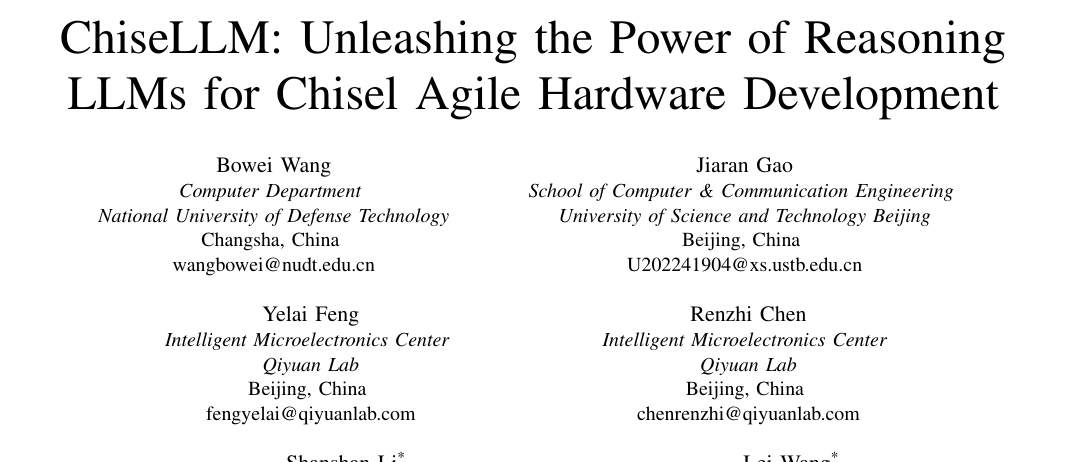 ChiseLLM: Unleashing the Power of Reasoning
LLMs for Chisel Agile Hardware Development
Bowei Wang
Computer Department
National University of Defense Technology
Changsha, China
wangbowei@nudt.edu.cn
Jiaran Gao
School of Computer & Communication Engineering
University of Science and Technology Beijing
Beijing, China
U202241904@xs.ustb.edu.cn
Yelai Feng
Intelligent Microelectronics Center
Qiyuan Lab
Beijing, China
fengyelai@qiyuanlab.com
Renzhi Chen
Intelligent Microelectronics Center
Qiyuan Lab
Beijing, China
chenrenzhi@qiyuanlab.com
Shanshan Li*
Lei Wang*